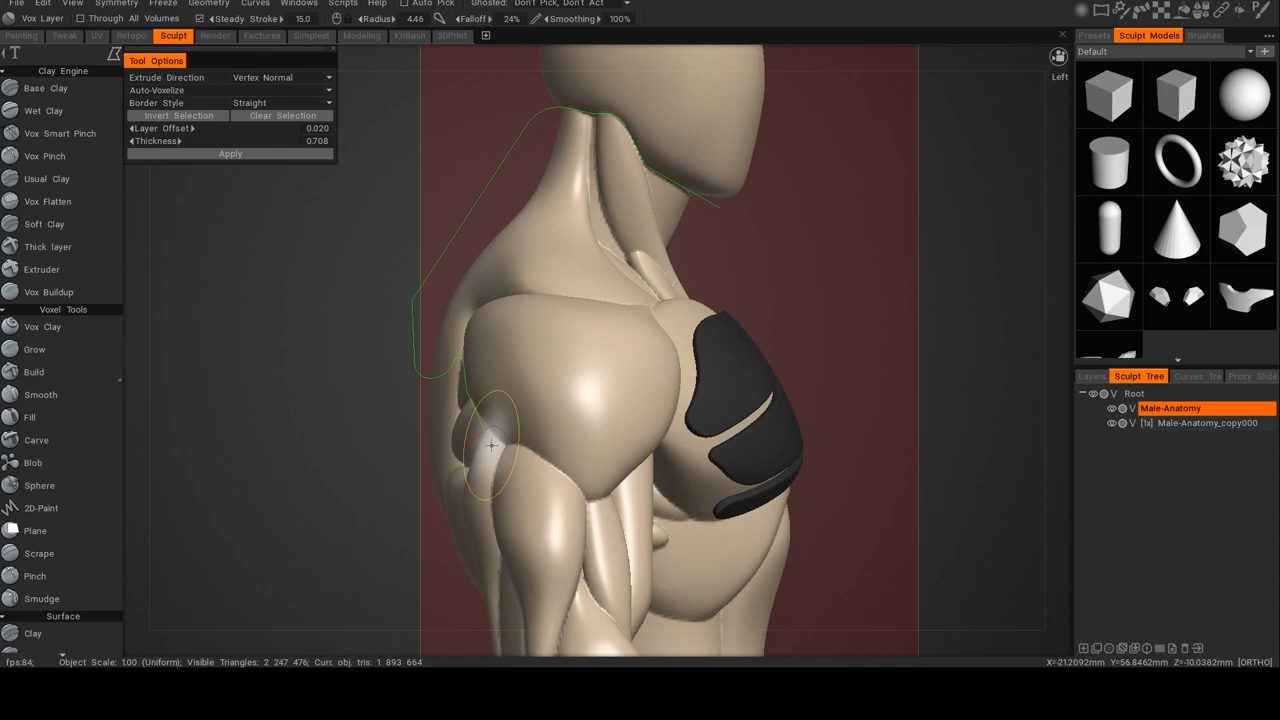 File Edit View Symmetry Freeze Geometry Curves Windows Scripts Help Auto Pick Ghosted: Don't Pick, Don't Act
Vox Layer Through All Volumes Steady Stroke 15.0 Radius 4.46 Falloff 24% Smoothing 100%
Painting Tweak UV Retopo Sculpt Render Factures Simplest Modeling KitBash 3DPrint
Presets Sculpt Models Brushes
Default
T
Tool Options
Extrude Direction Vertex Normal
Auto-Voxelize
Border Style Straight
Invert Selection Clear Selection
Layer Offset 0.020
Thickness 0.708
Apply
Left
Clay Engine
Base Clay
Wet Clay
Vox Smart Pinch
Vox Pinch
Usual Clay
Vox Flatten
Soft Clay
Thick layer
Extruder
Vox Buildup
Voxel Tools
Vox Clay
Grow
Build
Smooth
Fill
Carve
Blob
Sphere
2D-Paint
Plane
Scrape
Pinch
Smudge
Surface
Clay
Layers Sculpt Tree Curves Tre Proxy Slide
Root
V Male-Anatomy
[1x] V Male-Anatomy_copy000
fps:84; Object Scale: 1.00 (Uniform); Visible Triangles: 2 247 476; Curr. obj. tris: 1 893 664
X=-21.2092mm Y=56.8462mm Z=-10.0382mm [ORTHO]